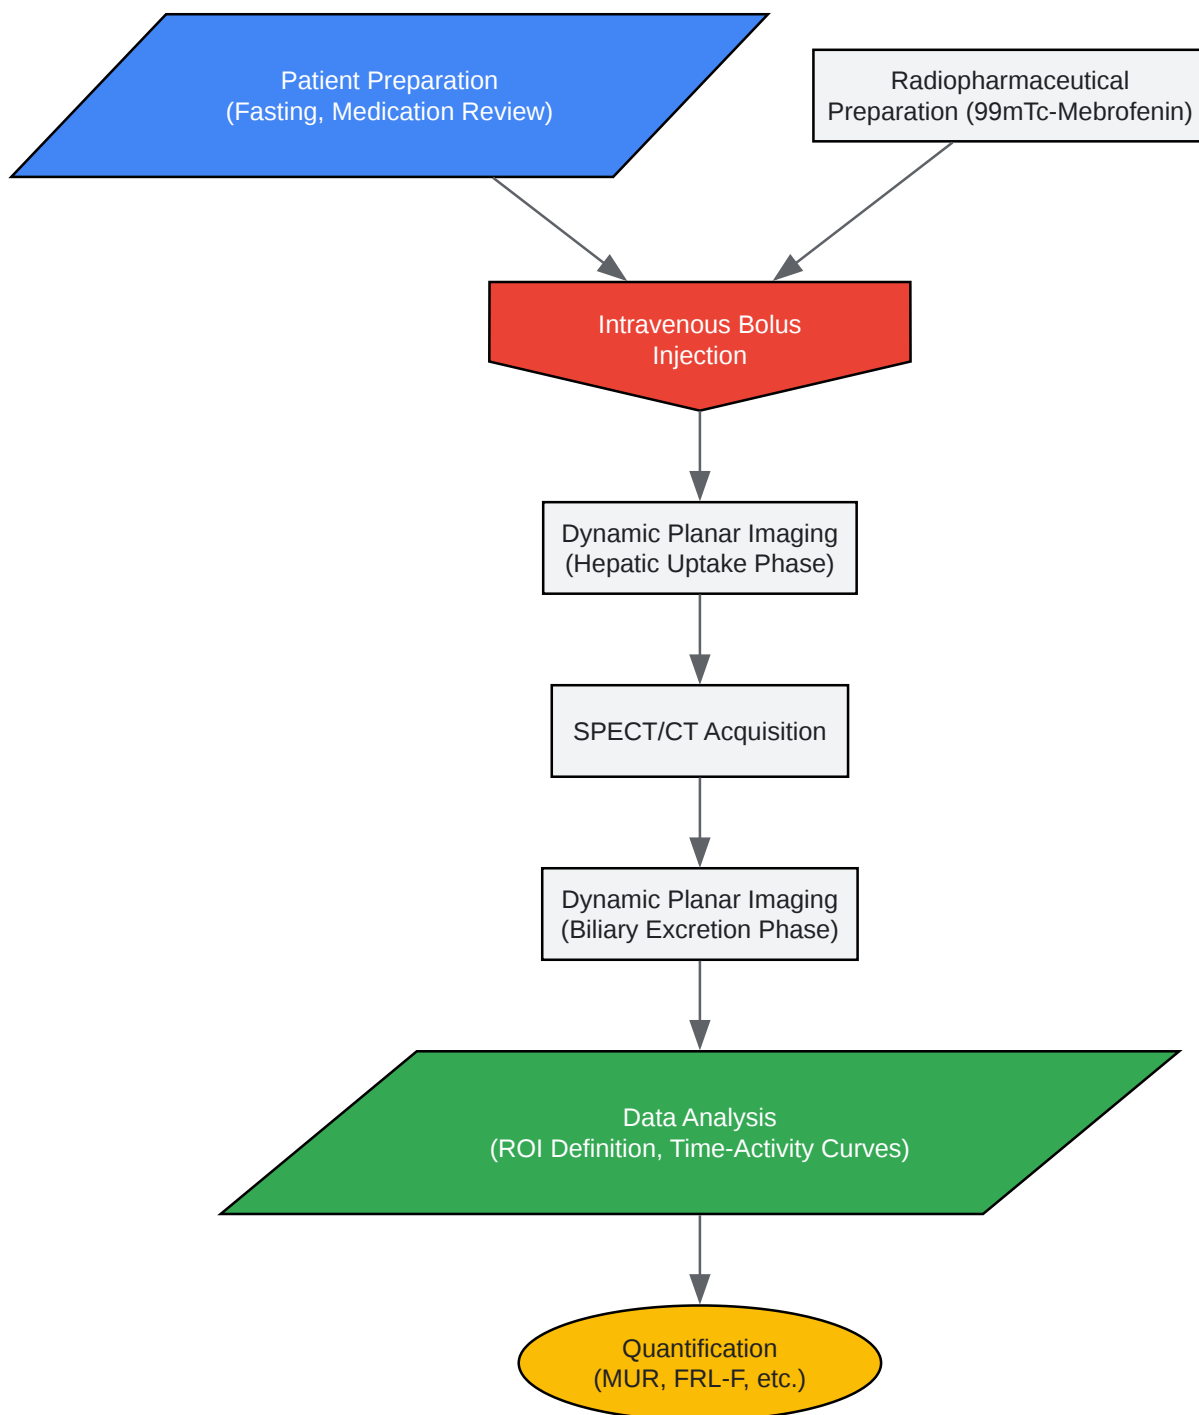 Patient Preparation
(Fasting, Medication Review)
Radiopharmaceutical
Preparation (99mTc-Mebrofenin)
Intravenous Bolus
Injection
Dynamic Planar Imaging
(Hepatic Uptake Phase)
SPECT/CT Acquisition
Dynamic Planar Imaging
(Biliary Excretion Phase)
Data Analysis
(ROI Definition, Time-Activity Curves)
Quantification
(MUR, FRL-F, etc.)